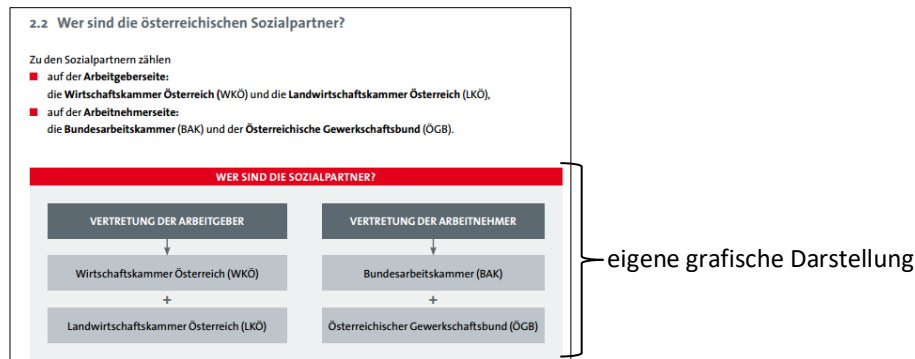 2.2 Wer sind die österreichischen Sozialpartner?
Zu den Sozialpartnern zählen
auf der Arbeitgeberseite:
die Wirtschaftskammer Österreich (WKÖ) und die Landwirtschaftskammer Österreich (LKÖ),
auf der Arbeitnehmerseite:
die Bundesarbeitskammer (BAK) und der Österreichische Gewerkschaftsbund (ÖGB).
WER SIND DIE SOZIALPARTNER?
VERTRETUNG DER ARBEITGEBER
Wirtschaftskammer Österreich (WKÖ)
+
Landwirtschaftskammer Österreich (LKÖ)
VERTRETUNG DER ARBEITNEHMER
Bundesarbeitskammer (BAK)
+
Österreichischer Gewerkschaftsbund (ÖGB)
eigene grafische Darstellung